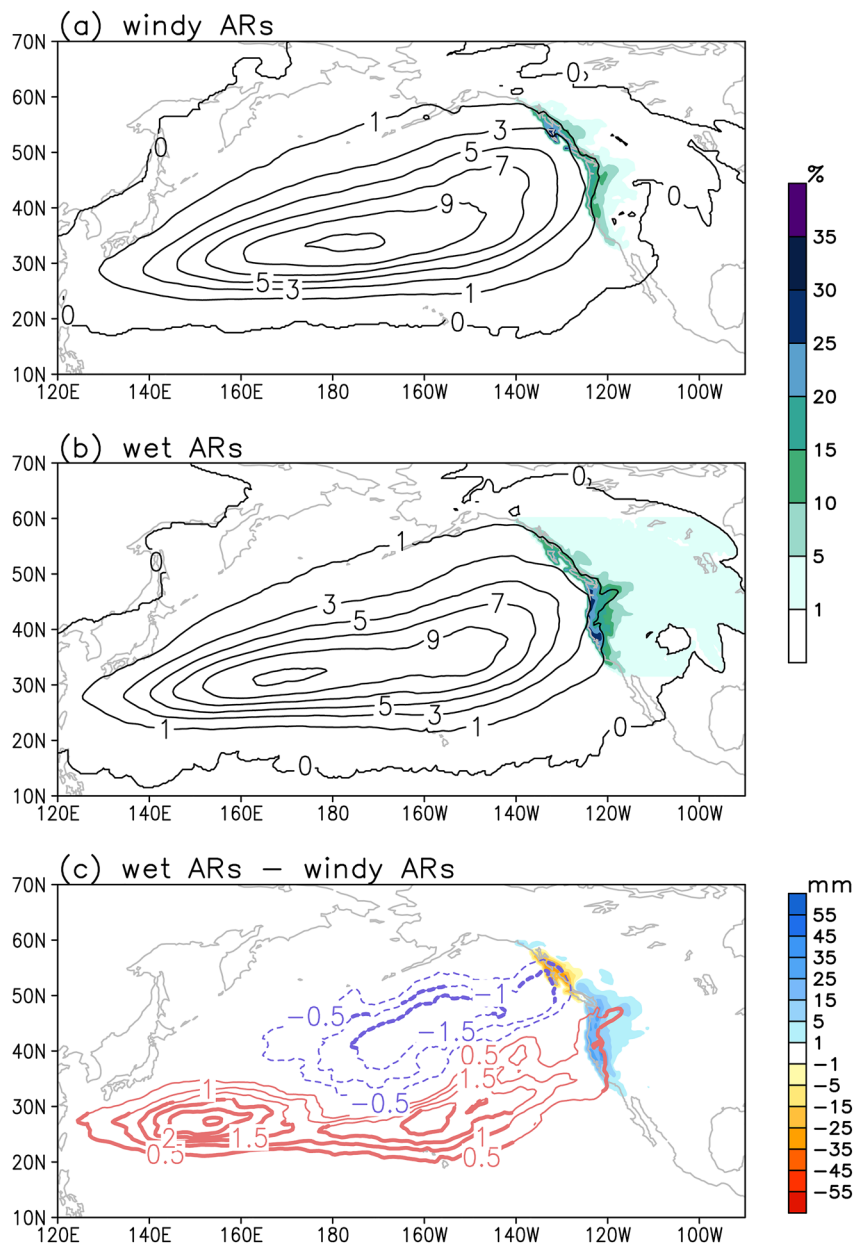 (a) windy ARs
70N
60N
50N
40N
30N
20N
10N
0
0
1
3
5
7
9
0
5
3
1
0
0
120E 140E 160E 180 160W 140W 120W 100W
%
35
30
25
20
15
10
5
1
(b) wet ARs
70N
60N
50N
40N
30N
20N
10N
0
0
1
3
5
7
9
5
3
1
1
0
0
120E 140E 160E 180 160W 140W 120W 100W
(c) wet ARs − windy ARs
70N
60N
50N
40N
30N
20N
10N
−0.5
−1
−1.5
0.5
1.5
−0.5
1
2
1.5
1
0.5
0.5
120E 140E 160E 180 160W 140W 120W 100W
mm
55
45
35
25
15
5
1
−1
−5
−15
−25
−35
−45
−55